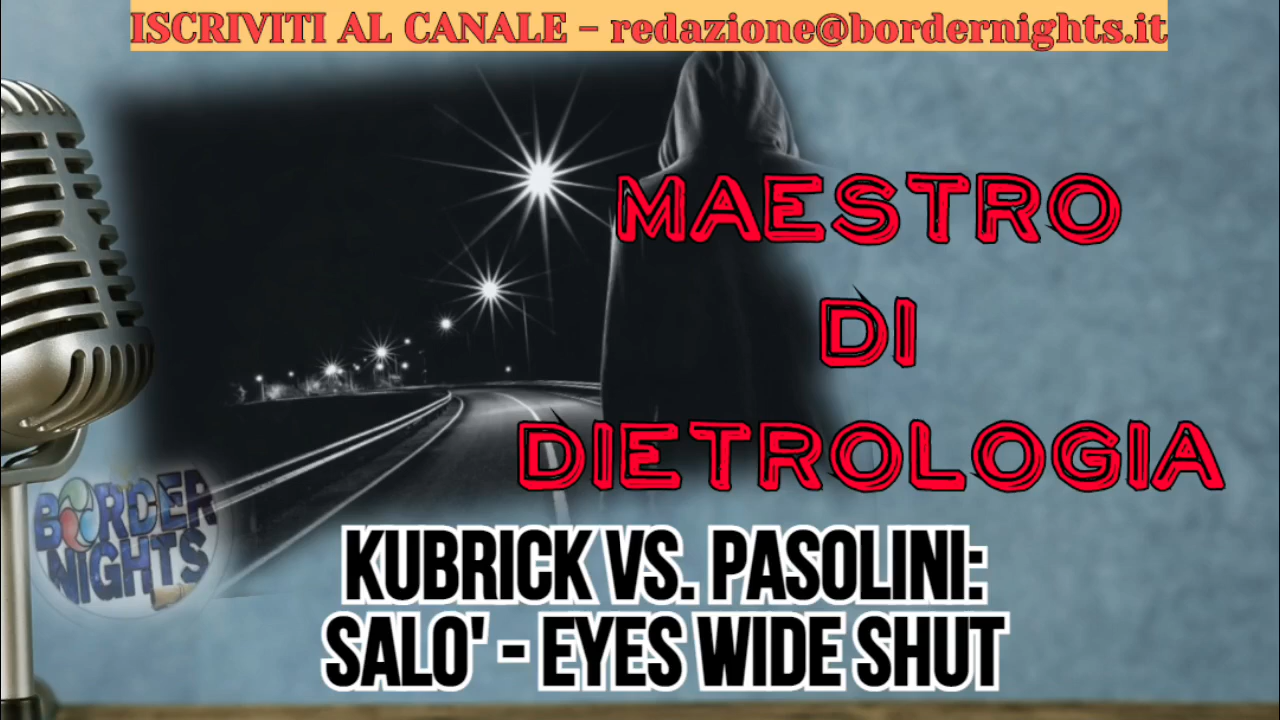 ISCRIVITI AL CANALE - redazione@bordernights.it
MAESTRO
DI
DIETROLOGIA
BORDER
NIGHTS
KUBRICK VS. PASOLINI:
SALO' - EYES WIDE SHUT